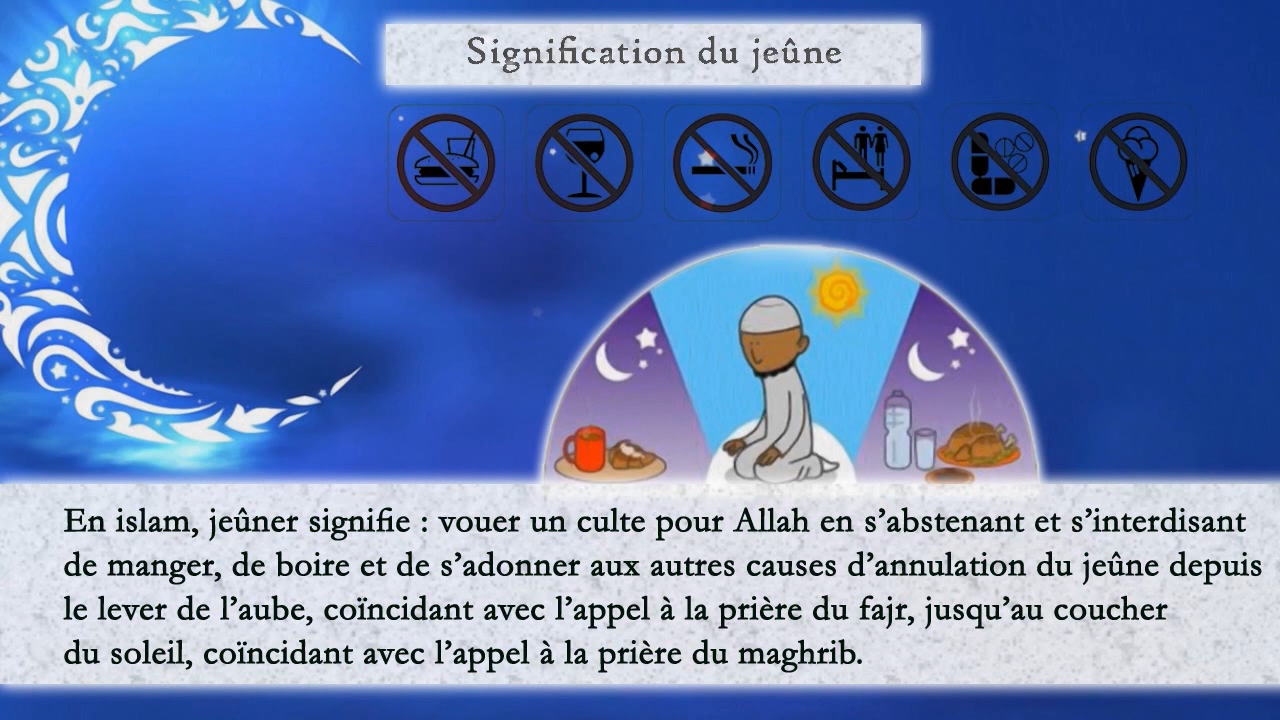 Signification du jeûne
En islam, jeûner signifie : vouer un culte pour Allah en s’abstenant et s’interdisant
de manger, de boire et de s’adonner aux autres causes d’annulation du jeûne depuis
le lever de l’aube, coïncidant avec l’appel à la prière du fajr, jusqu’au coucher
du soleil, coïncidant avec l’appel à la prière du maghrib.